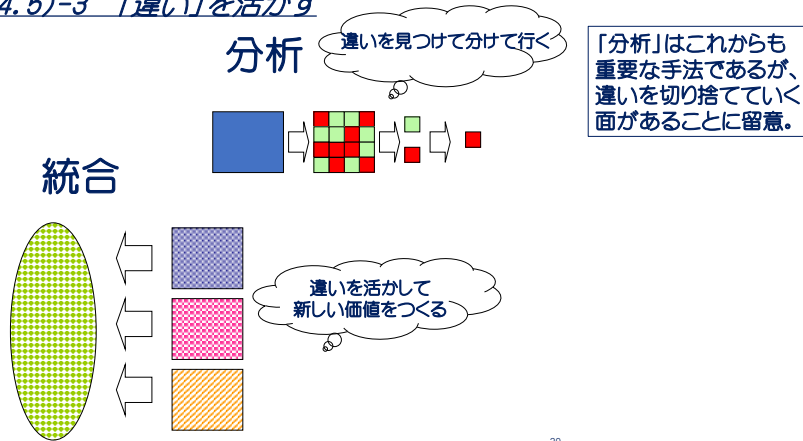 4.5)-3 「違い」を活かす
分析
違いを見つけて分けて行く
「分析」はこれからも
重要な手法であるが、
違いを切り捨てていく
面があることに留意。
統合
違いを活かして
新しい価値をつくる